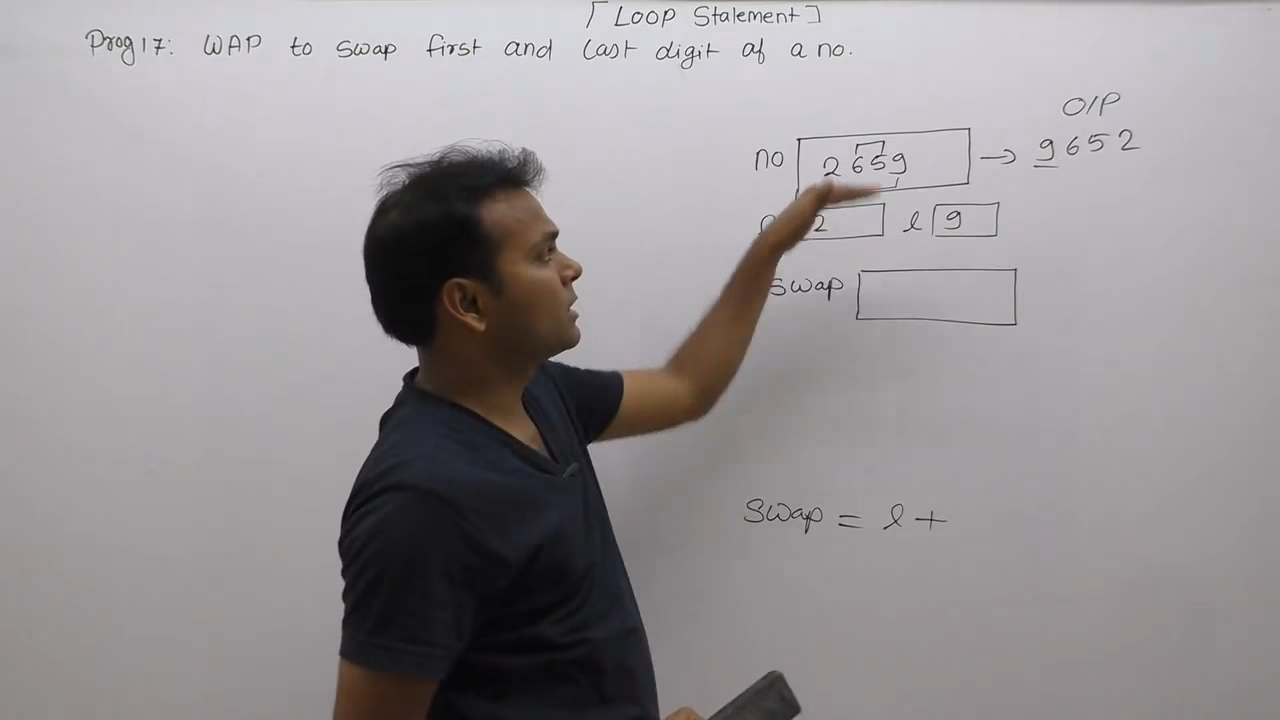 [Loop Statement]
Prog17: WAP to swap first and last digit of a no.
O/P
no 2659 → 9652
2 l 9
swap
swap = l +